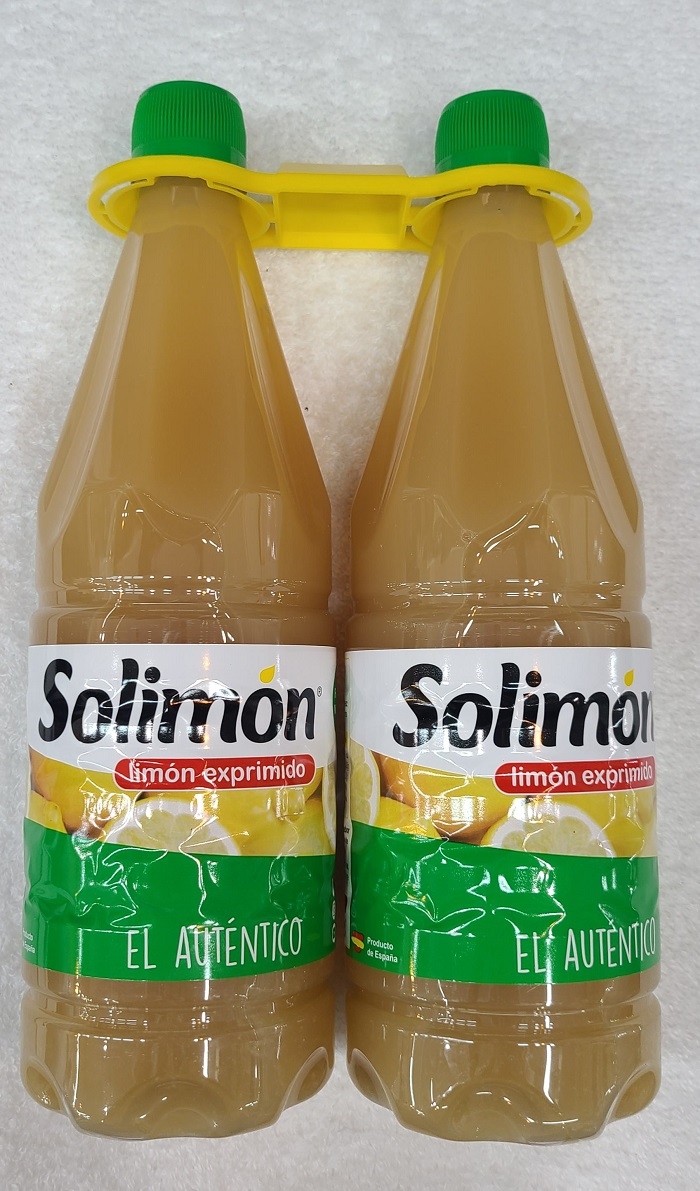 Solimón®
limón exprimido
EL AUTÉNTICO
Solimón
limón exprimido
Producto
de España
EL AUTÉNTICO